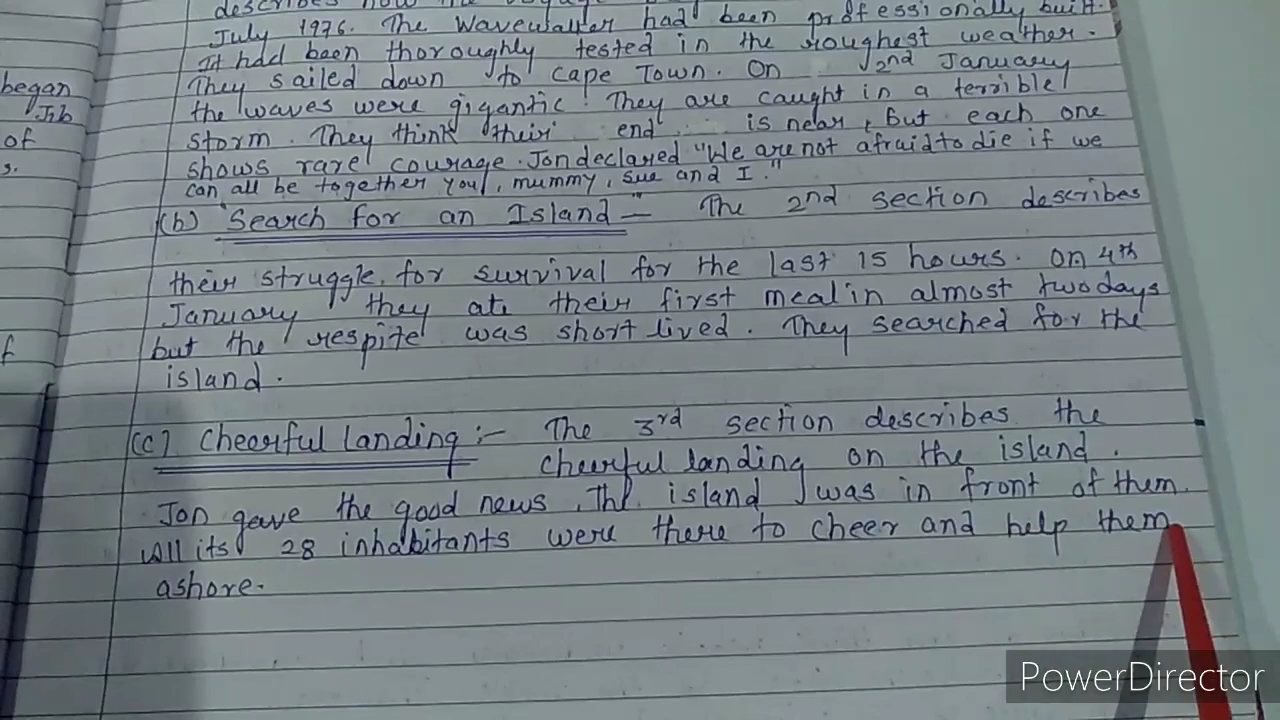 describes how the voyage
July 1976. The Wavewalker had been professionally built.
It had been thoroughly tested in the roughest weather.
They sailed down to Cape Town. On 2nd January
the waves were gigantic. They are caught in a terrible
storm. They think their end is near, but each one
shows rare courage. Jon declared "We are not afraid to die if we
can all be together you, mummy, sue and I."
(b) Search for an Island - The 2nd section describes
their struggle for survival for the last 15 hours. On 4th
January they ate their first meal in almost two days
but the respite was short lived. They searched for the
island.
(c) Cheerful landing :- The 3rd section describes the
cheerful landing on the island.
Jon gave the good news. The island was in front of them.
All its 28 inhabitants were there to cheer and help them
ashore.
began
Jib
of
s.
f
PowerDirector